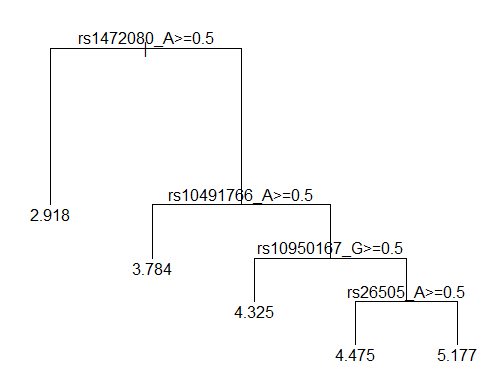 rs1472080_A>=0.5
rs10491766_A>=0.5
2.918
rs10950167_G>=0.5
3.784
rs26505_A>=0.5
4.325
4.475
5.177